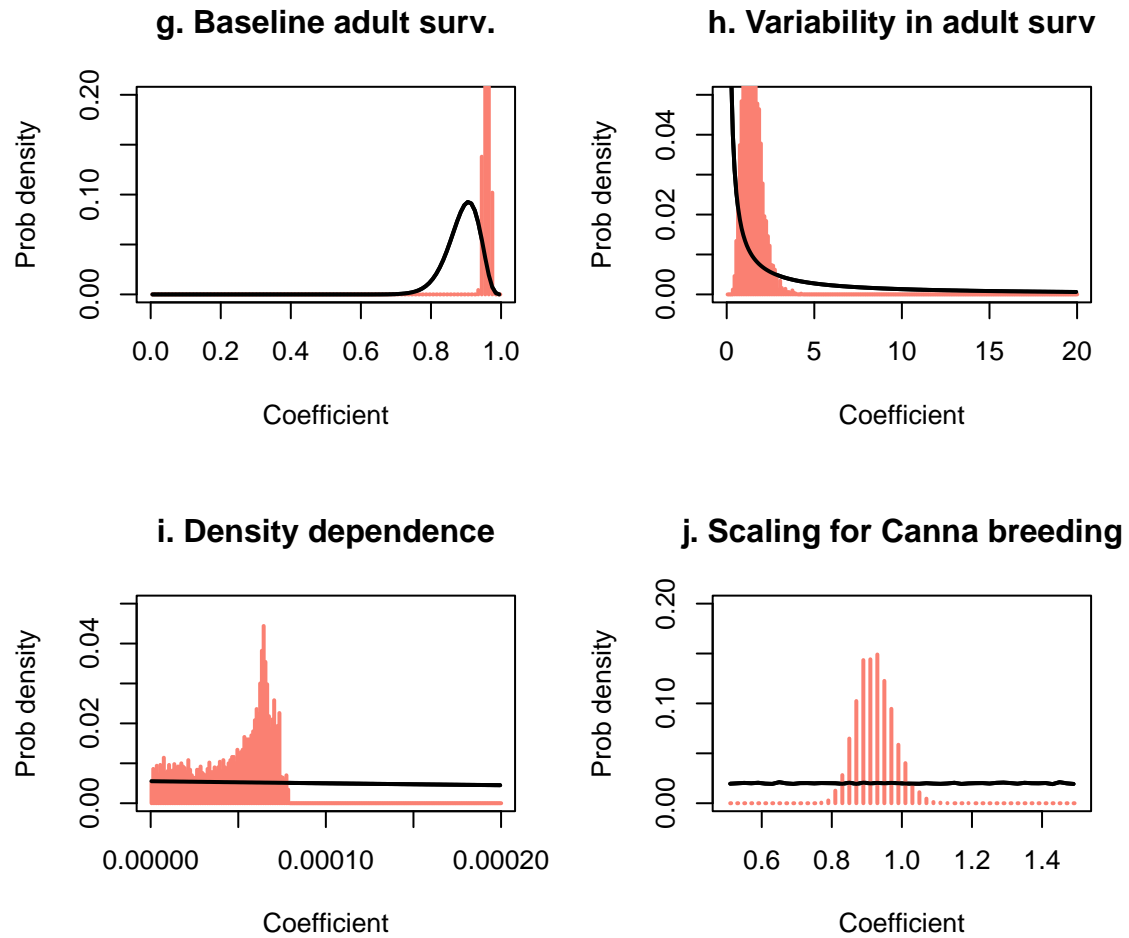 g. Baseline adult surv.
Prob density
0.00 0.10 0.20
0.0 0.2 0.4 0.6 0.8 1.0
Coefficient
h. Variability in adult surv
Prob density
0.00 0.02 0.04
0 5 10 15 20
Coefficient
i. Density dependence
Prob density
0.00 0.02 0.04
0.00000 0.00010 0.00020
Coefficient
j. Scaling for Canna breeding
Prob density
0.00 0.10 0.20
0.6 0.8 1.0 1.2 1.4
Coefficient